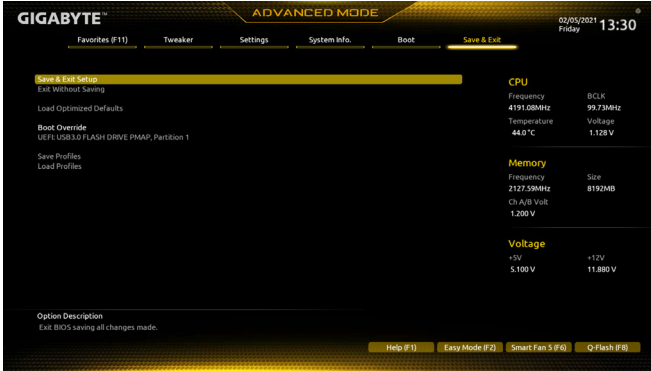 GIGABYTE™
ADVANCED MODE
02/05/2021
Friday
13:30
Favorites (F11) Tweaker Settings System Info. Boot Save & Exit
Save & Exit Setup
Exit Without Saving
Load Optimized Defaults
Boot Override
UEFI: USB3.0 FLASH DRIVE PMAP, Partition 1
Save Profiles
Load Profiles
CPU
Frequency BCLK
4191.08MHz 99.73MHz
Temperature Voltage
44.0 °C 1.128 V
Memory
Frequency Size
2127.59MHz 8192MB
Ch A/B Volt
1.200 V
Voltage
+5V +12V
5.100 V 11.880 V
Option Description
Exit BIOS saving all changes made.
Help (F1) Easy Mode (F2) Smart Fan 5 (F6) Q-Flash (F8)